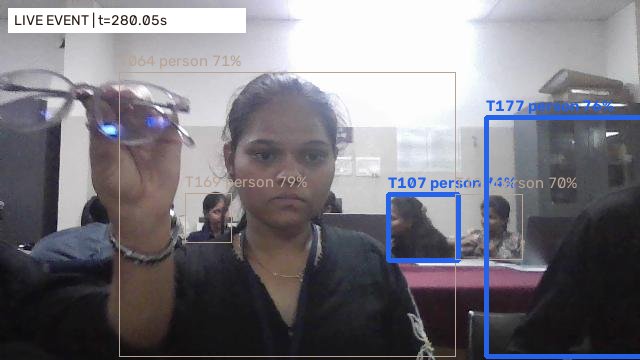 LIVE EVENT | t=280.05s
T064 person 71%
T177 person 76%
T169 person 79%
T107 person 74%
person 70%